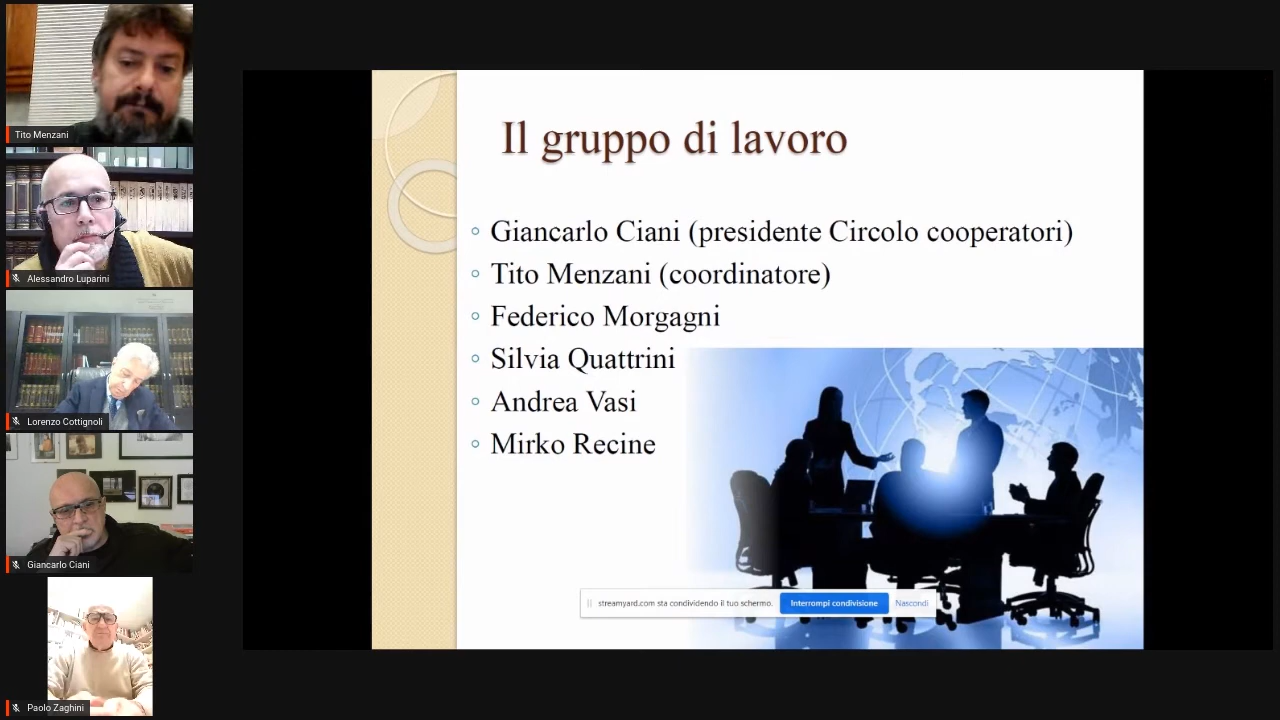 Tito Menzani
Alessandro Luparini
Lorenzo Cottignoli
Giancarlo Ciani
Paolo Zaghini
Il gruppo di lavoro
Giancarlo Ciani (presidente Circolo cooperatori)
Tito Menzani (coordinatore)
Federico Morgagni
Silvia Quattrini
Andrea Vasi
Mirko Recine
streamyard.com sta condividendo il tuo schermo. Interrompi condivisione Nascondi